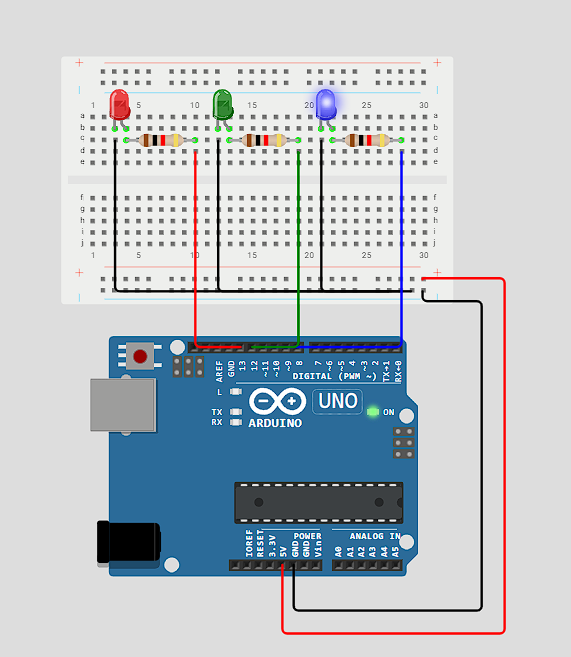 + +
1 5 10 15 20 25 30
a a
b b
c c
d d
e e
f f
g g
h h
i i
j j
1 5 10 15 20 25 30
+ +
AREF GND 13 12 ~11 ~10 ~9 8 7 ~6 ~5 4 ~3 2 TX→1 RX←0
DIGITAL (PWM ~)
L
UNO
TX ON
RX ARDUINO
IOREF RESET 3.3V 5V GND GND Vin A0 A1 A2 A3 A4 A5
POWER ANALOG IN